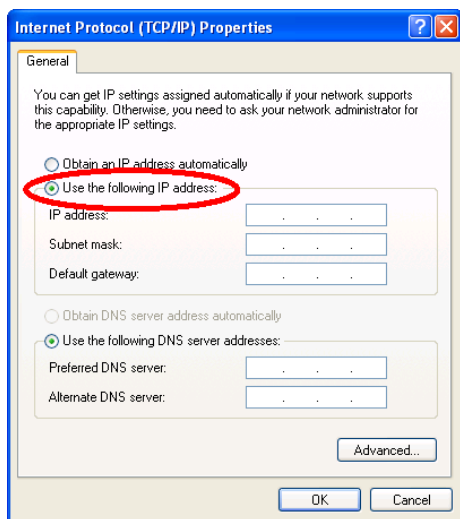 Internet Protocol (TCP/IP) Properties
General
You can get IP settings assigned automatically if your network supports
this capability. Otherwise, you need to ask your network administrator for
the appropriate IP settings.
Obtain an IP address automatically
Use the following IP address:
IP address:
Subnet mask:
Default gateway:
Obtain DNS server address automatically
Use the following DNS server addresses:
Preferred DNS server:
Alternate DNS server:
Advanced...
OK Cancel